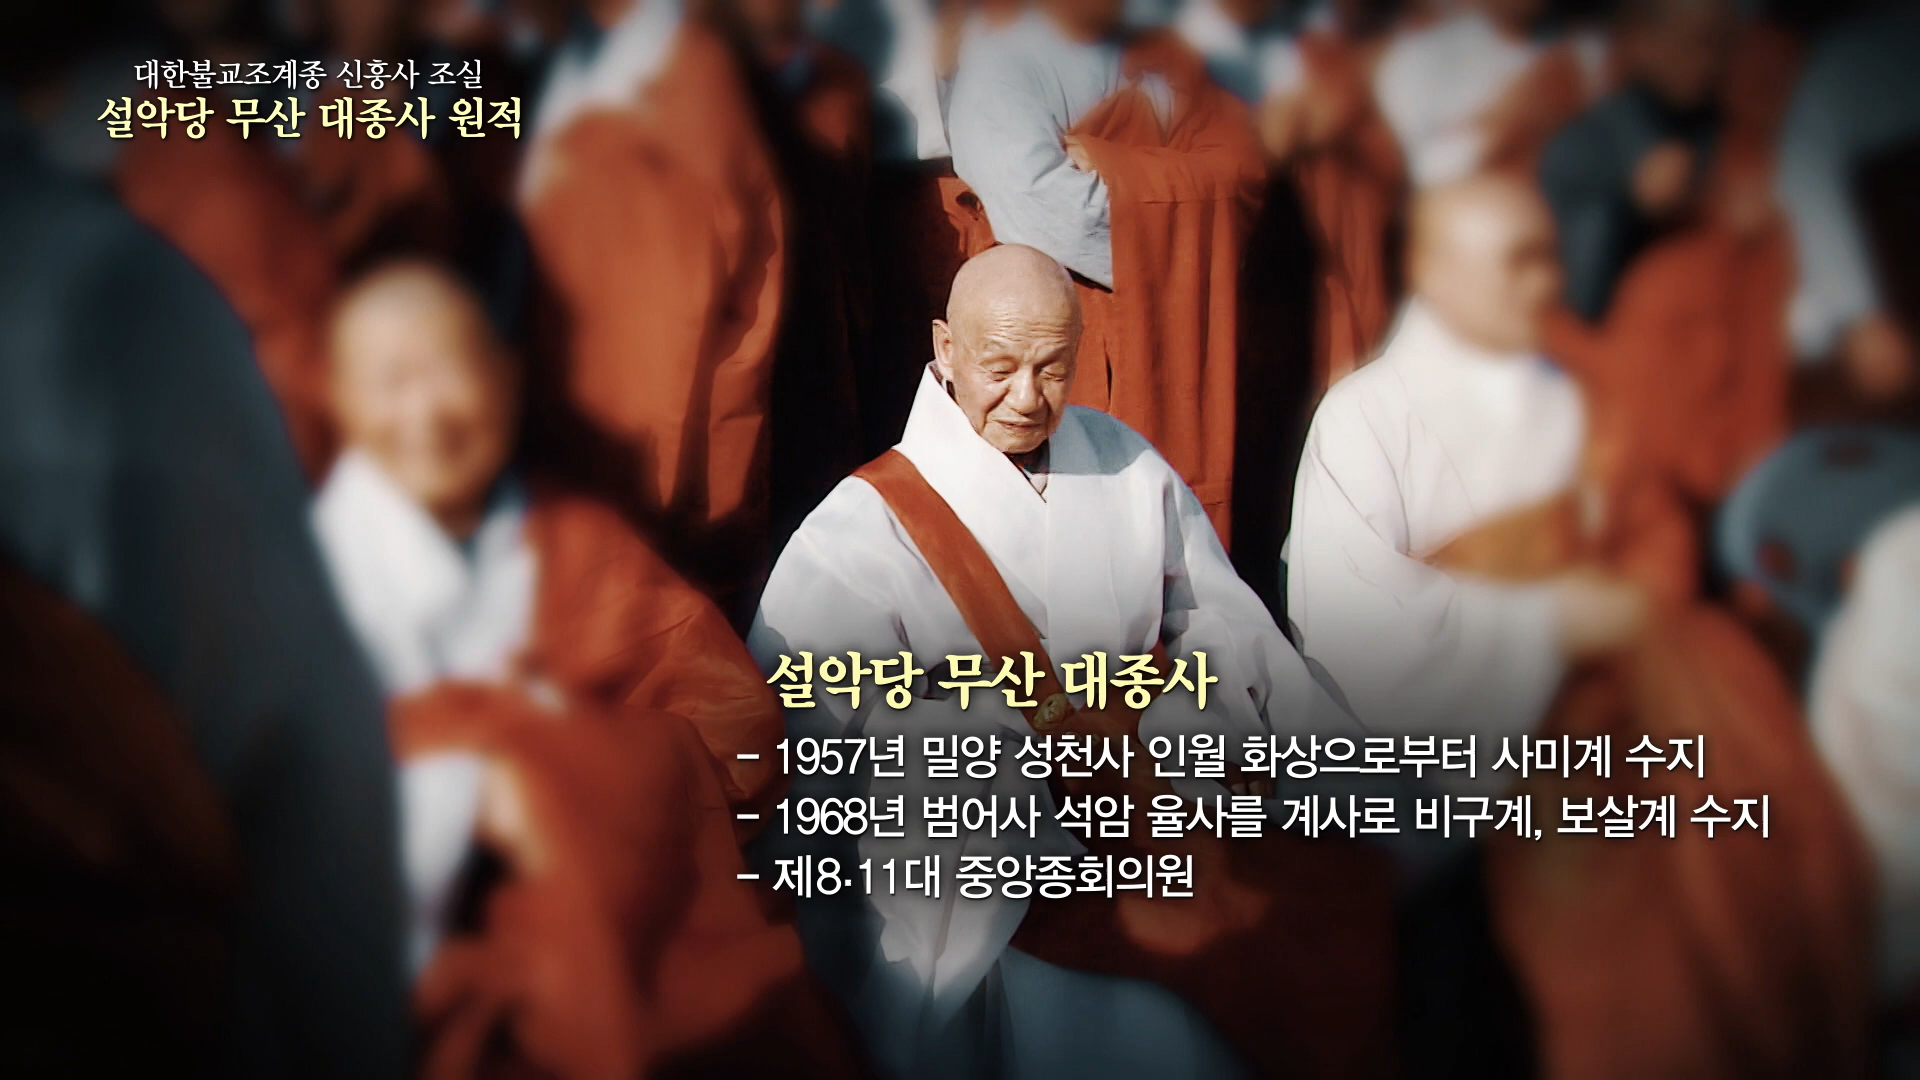 대한불교조계종 신흥사 조실
설악당 무산 대종사 원적
설악당 무산 대종사
- 1957년 밀양 성천사 인월 화상으로부터 사미계 수지
- 1968년 범어사 석암 율사를 계사로 비구계, 보살계 수지
- 제8·11대 중앙종회의원